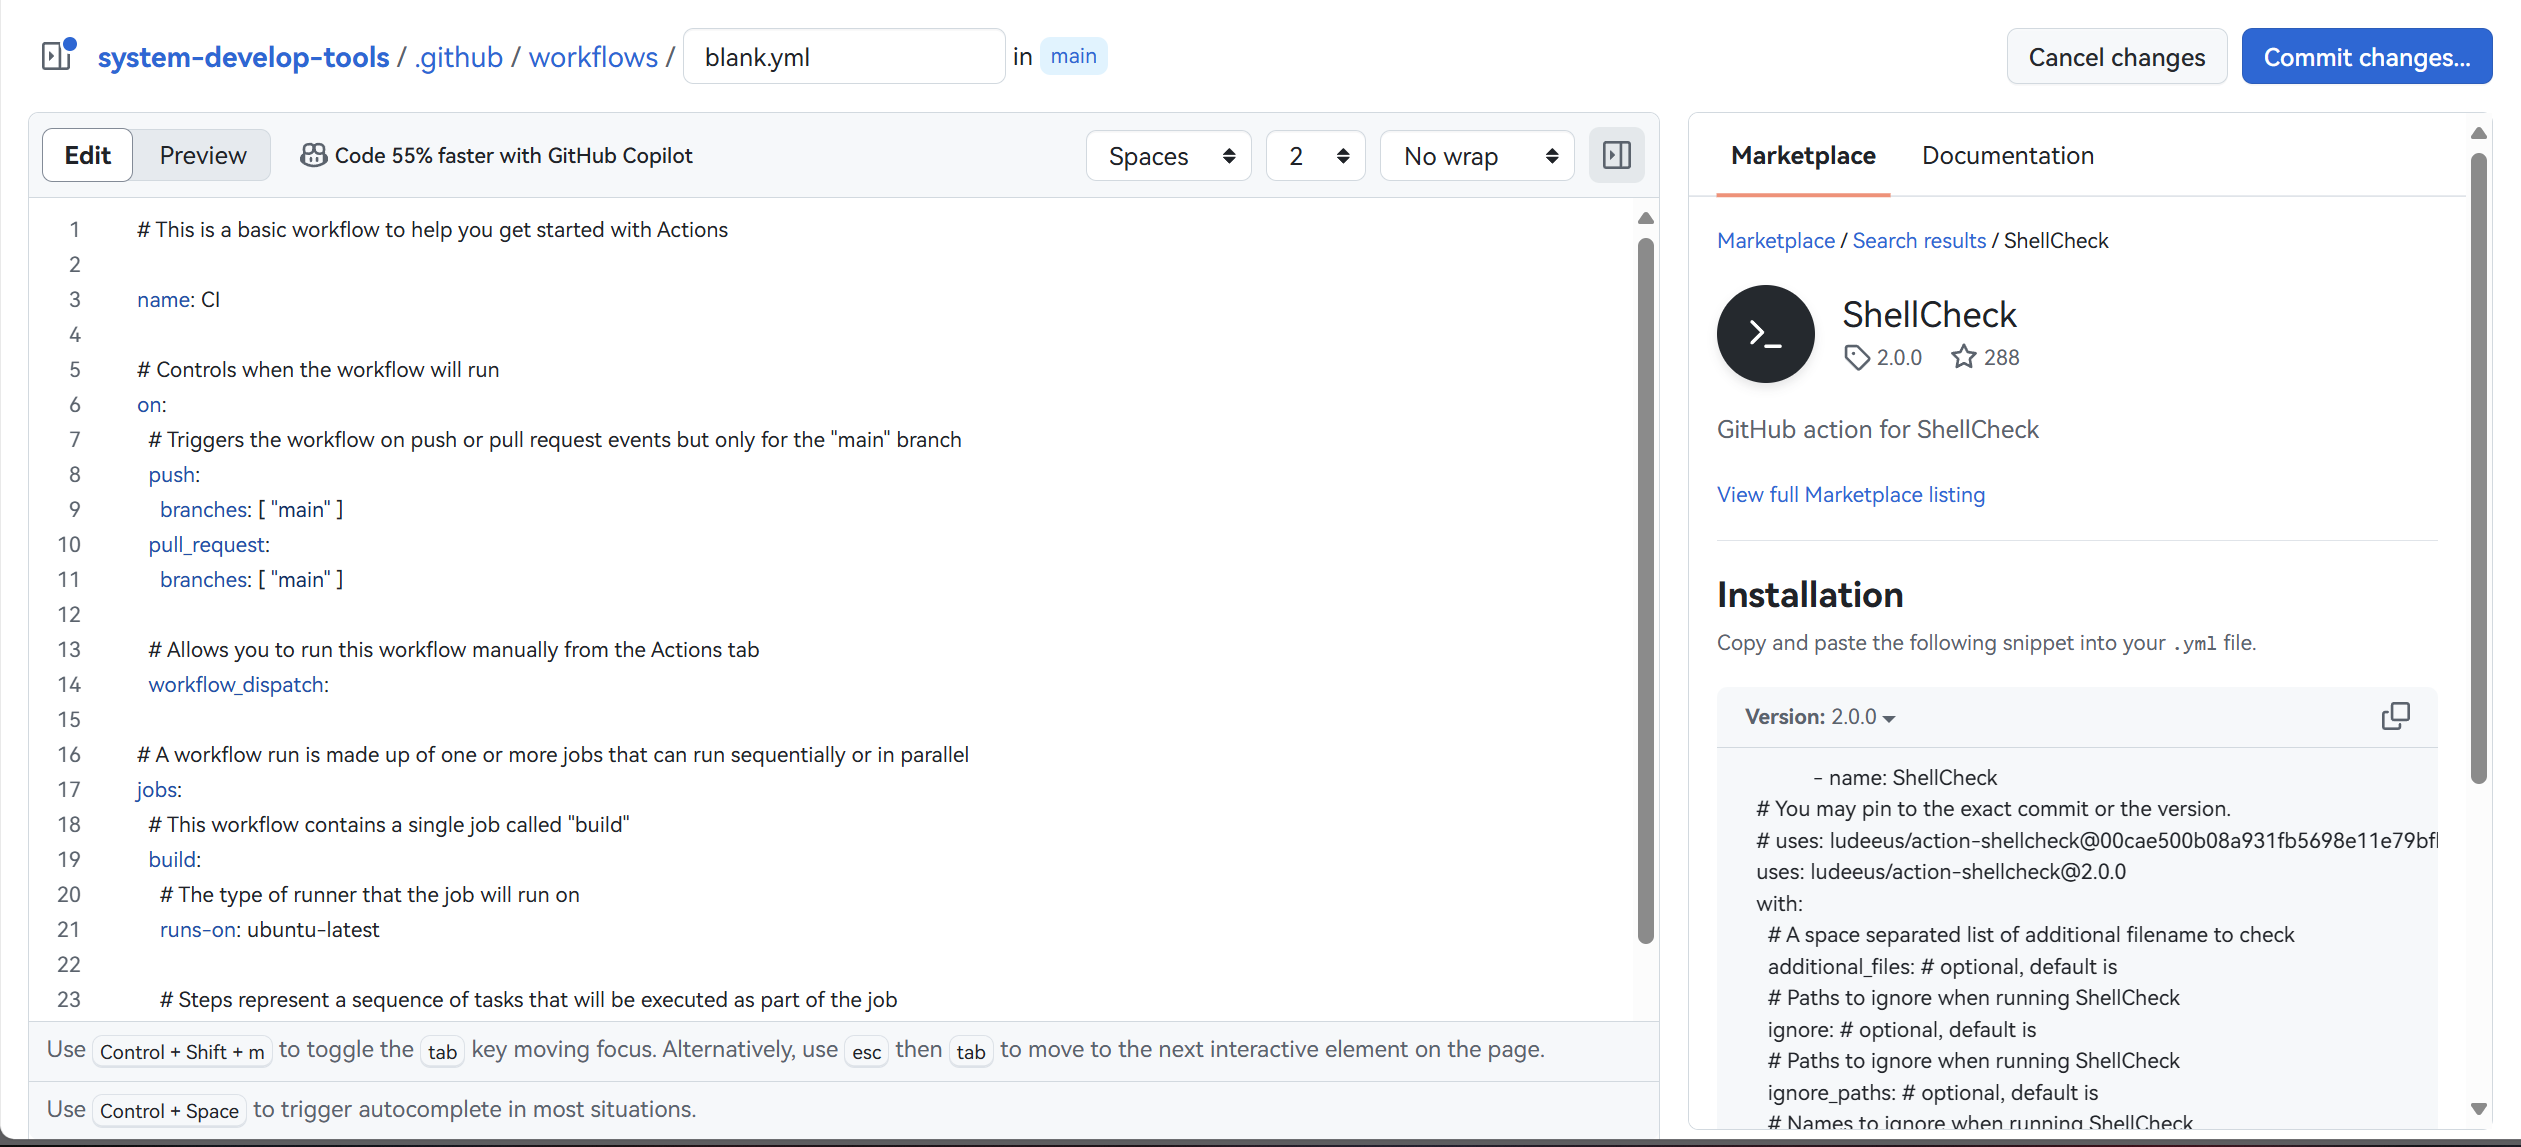 system-develop-tools / .github / workflows / blank.yml in main
Cancel changes
Commit changes...
Edit
Preview
Code 55% faster with GitHub Copilot
Spaces
2
No wrap
1 # This is a basic workflow to help you get started with Actions
2
3 name: CI
4
5 # Controls when the workflow will run
6 on:
7 # Triggers the workflow on push or pull request events but only for the "main" branch
8 push:
9 branches: [ "main" ]
10 pull_request:
11 branches: [ "main" ]
12
13 # Allows you to run this workflow manually from the Actions tab
14 workflow_dispatch:
15
16 # A workflow run is made up of one or more jobs that can run sequentially or in parallel
17 jobs:
18 # This workflow contains a single job called "build"
19 build:
20 # The type of runner that the job will run on
21 runs-on: ubuntu-latest
22
23 # Steps represent a sequence of tasks that will be executed as part of the job
Use Control + Shift + m to toggle the tab key moving focus. Alternatively, use esc then tab to move to the next interactive element on the page.
Use Control + Space to trigger autocomplete in most situations.
Marketplace
Documentation
Marketplace / Search results / ShellCheck
ShellCheck
2.0.0 288
GitHub action for ShellCheck
View full Marketplace listing
Installation
Copy and paste the following snippet into your .yml file.
Version: 2.0.0
- name: ShellCheck
# You may pin to the exact commit or the version.
# uses: ludeeus/action-shellcheck@00cae500b08a931fb5698e11e79bf
uses: ludeeus/action-shellcheck@2.0.0
with:
# A space separated list of additional filename to check
additional_files: # optional, default is
# Paths to ignore when running ShellCheck
ignore: # optional, default is
# Paths to ignore when running ShellCheck
ignore_paths: # optional, default is
# Names to ignore when running ShellCheck